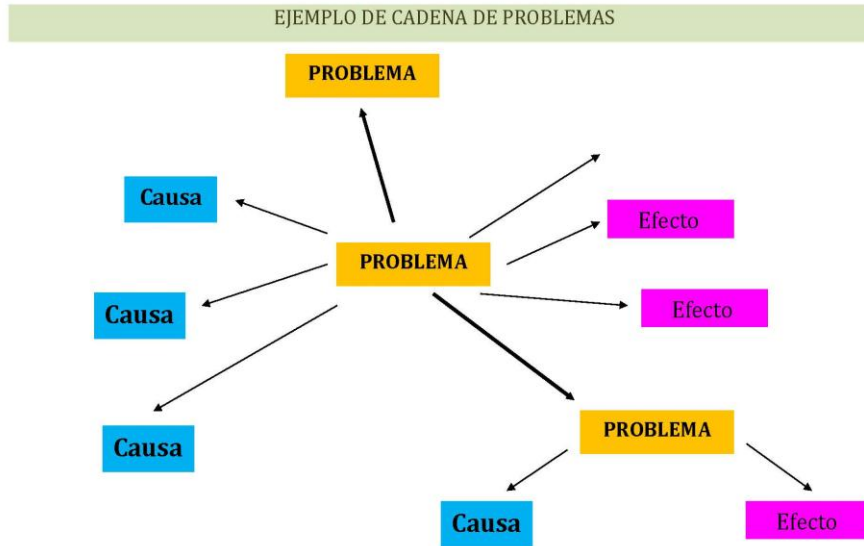 EJEMPLO DE CADENA DE PROBLEMAS
PROBLEMA
Causa
Efecto
PROBLEMA
Causa
Efecto
Causa
PROBLEMA
Causa
Efecto